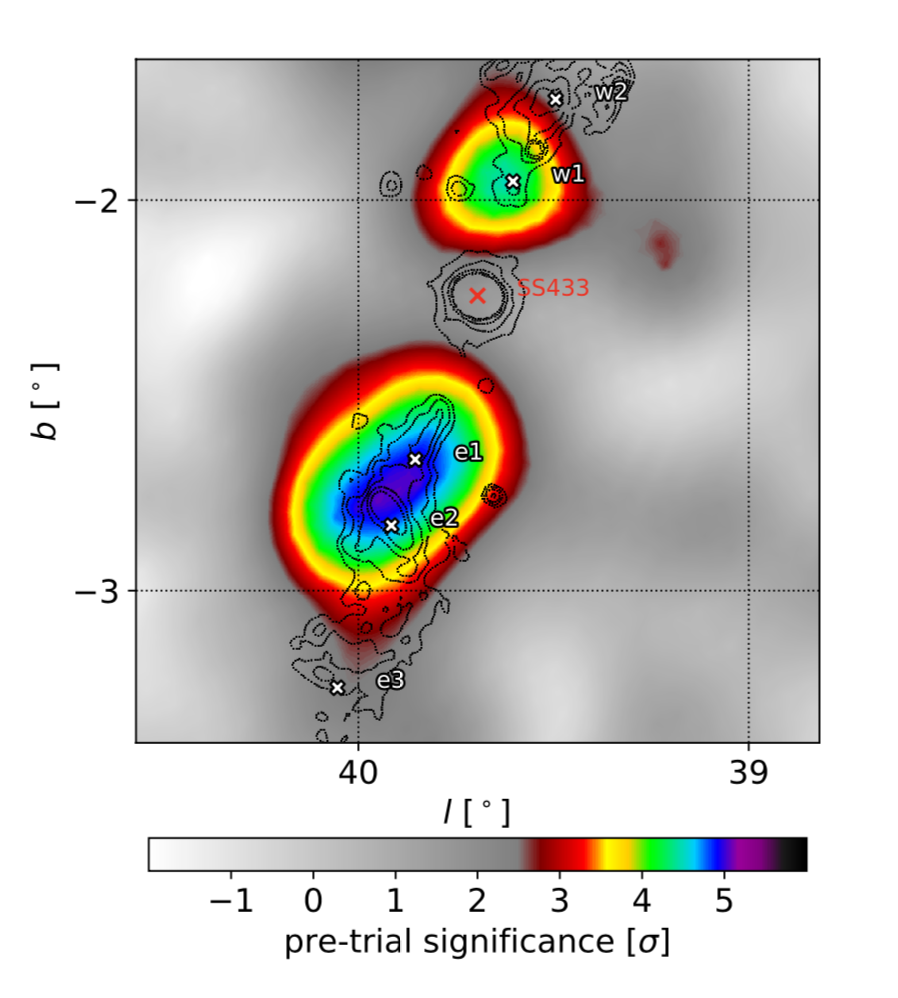 w2
w1
−2
SS433
e1
e2
−3
e3
b [ ° ]
40
39
l [ ° ]
−1 0 1 2 3 4 5
pre-trial significance [σ]